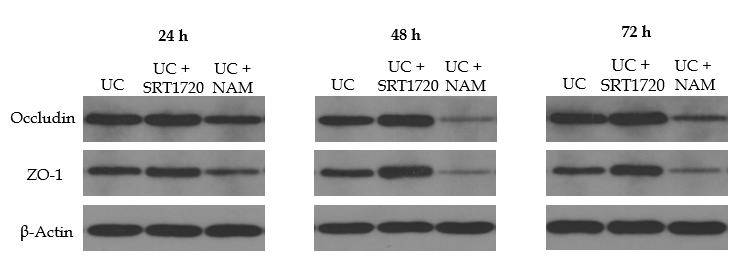 24 h
48 h
72 h
UC
UC +
SRT1720
UC +
NAM
UC
UC +
SRT1720
UC +
NAM
UC
UC +
SRT1720
UC +
NAM
Occludin
ZO-1
β-Actin